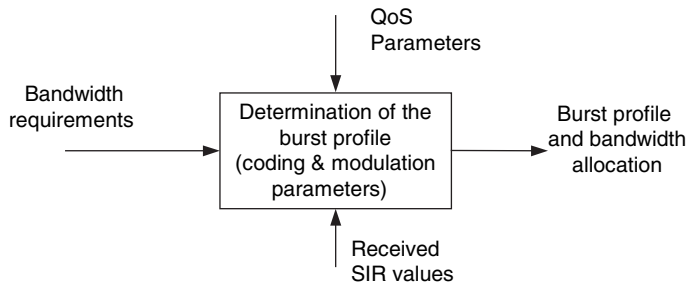 QoS
Parameters
Bandwidth
requirements
Determination of the
burst profile
(coding & modulation
parameters)
Burst profile
and bandwidth
allocation
Received
SIR values